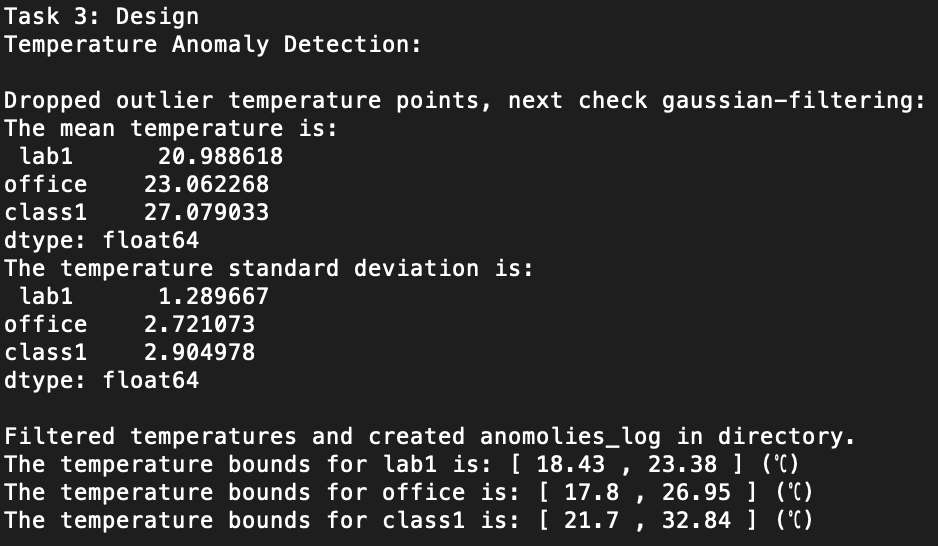 Task 3: Design
Temperature Anomaly Detection:
Dropped outlier temperature points, next check gaussian-filtering:
The mean temperature is:
lab1 20.988618
office 23.062268
class1 27.079033
dtype: float64
The temperature standard deviation is:
lab1 1.289667
office 2.721073
class1 2.904978
dtype: float64
Filtered temperatures and created anomolies_log in directory.
The temperature bounds for lab1 is: [ 18.43 , 23.38 ] (℃)
The temperature bounds for office is: [ 17.8 , 26.95 ] (℃)
The temperature bounds for class1 is: [ 21.7 , 32.84 ] (℃)